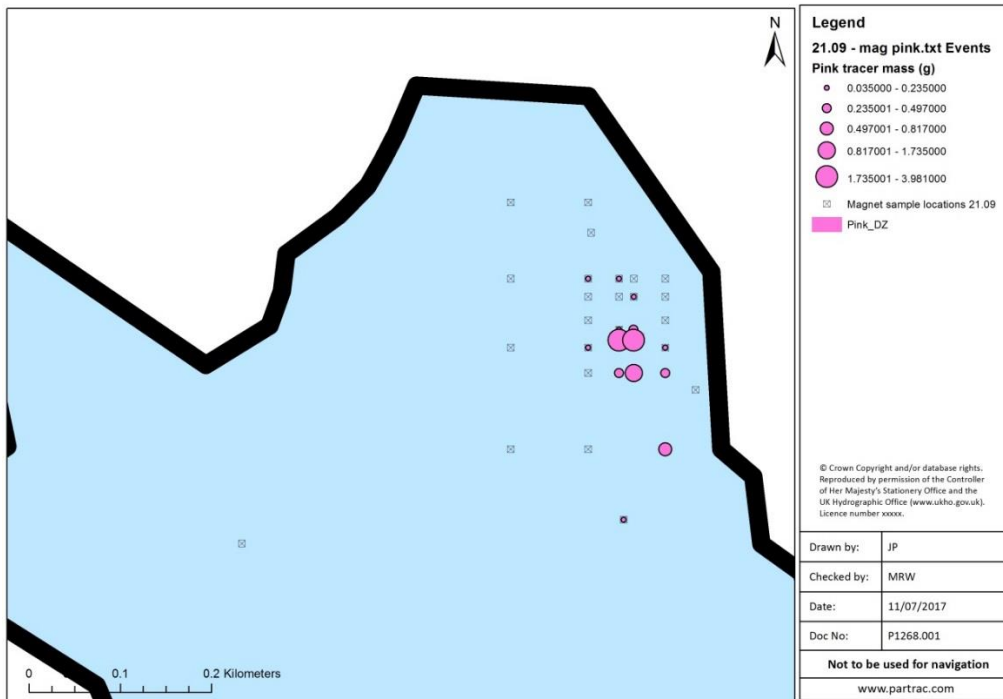 N
Legend
21.09 - mag pink.txt Events
Pink tracer mass (g)
0.035000 - 0.235000
0.235001 - 0.497000
0.497001 - 0.817000
0.817001 - 1.735000
1.735001 - 3.981000
Magnet sample locations 21.09
Pink_DZ
© Crown Copyright and/or database rights.
Reproduced by permission of the Controller
of Her Majesty's Stationery Office and the
UK Hydrographic Office (www.ukho.gov.uk).
Licence number xxxxx.
Drawn by: JP
Checked by: MRW
Date: 11/07/2017
Doc No: P1268.001
Not to be used for navigation
www.partrac.com
0 0.1 0.2 Kilometers